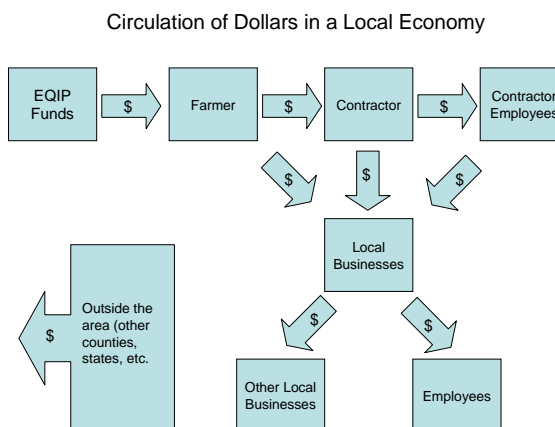 Circulation of Dollars in a Local Economy
EQIP
Funds
$
Farmer
$
Contractor
$
Contractor
Employees
$
$
$
Local
Businesses
Outside the
area (other
counties,
states, etc.
$
$
$
Other Local
Businesses
Employees